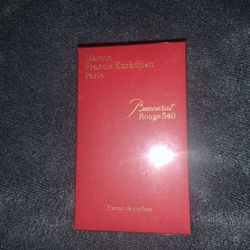 Maison
Francis Kurkdjian
Paris
Baccarat
Rouge 540
Extrait de parfum